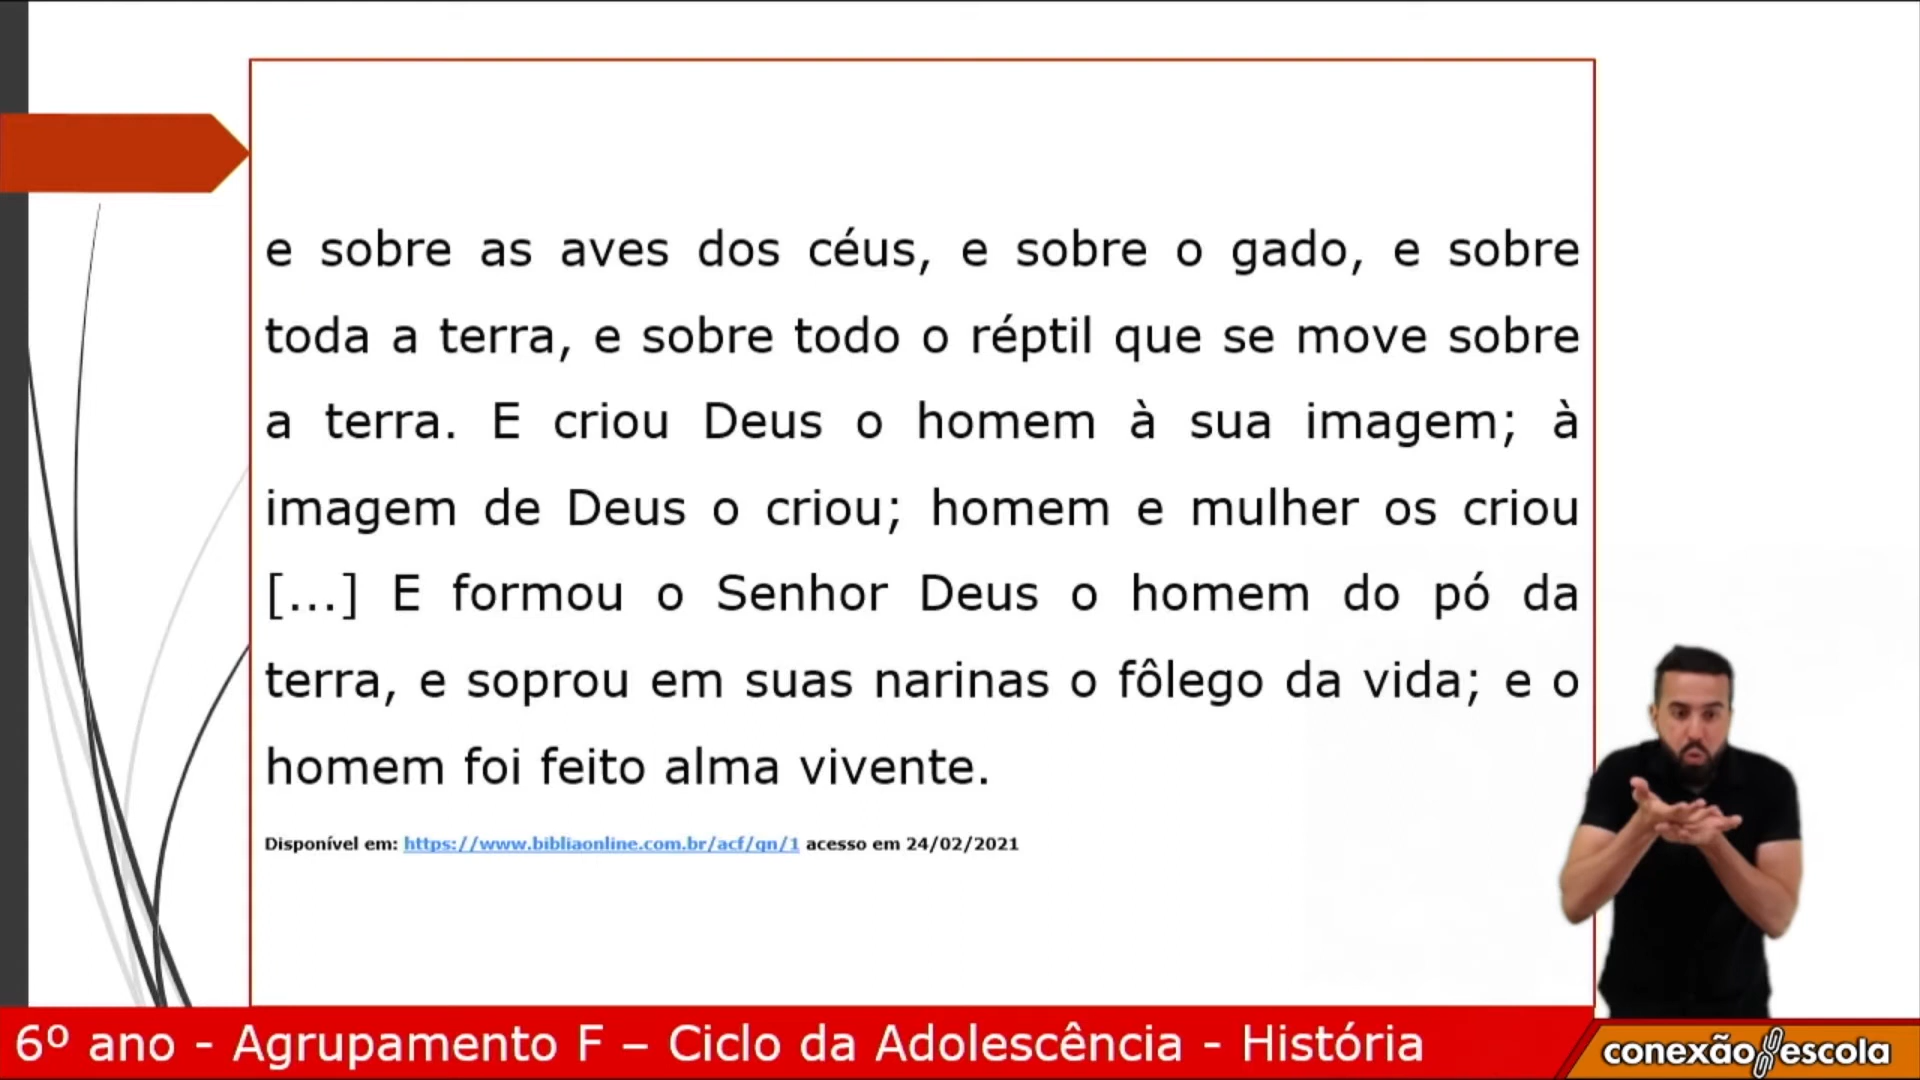 e sobre as aves dos céus, e sobre o gado, e sobre
toda a terra, e sobre todo o réptil que se move sobre
a terra. E criou Deus o homem à sua imagem; à
imagem de Deus o criou; homem e mulher os criou
[...] E formou o Senhor Deus o homem do pó da
terra, e soprou em suas narinas o fôlego da vida; e o
homem foi feito alma vivente.
Disponível em: https://www.bibliaonline.com.br/acf/gn/1 acesso em 24/02/2021
6º ano - Agrupamento F – Ciclo da Adolescência - História
conexão escola